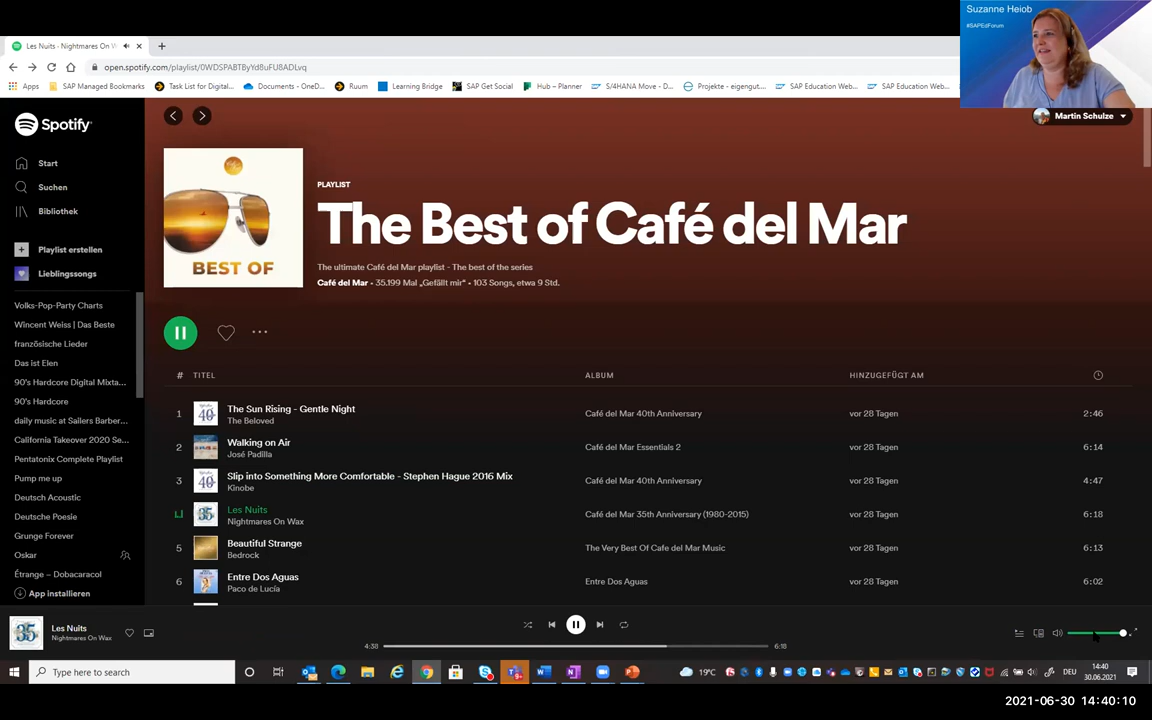 Suzanne Heiob
#SAPEdForum
Les Nuits - Nightmares On W
open.spotify.com/playlist/0WDSPABTByYd8uFU8ADLvq
Apps
SAP Managed Bookmarks
Task List for Digital...
Documents - OneD...
Ruum
Learning Bridge
SAP Get Social
Hub – Planner
S/4HANA Move - D...
Projekte - eigengut...
SAP Education Web...
SAP Education Web...
Spotify
Martin Schulze
Start
Suchen
Bibliothek
Playlist erstellen
Lieblingssongs
Volks-Pop-Party Charts
Wincent Weiss | Das Beste
französische Lieder
Das ist Elen
90's Hardcore Digital Mixta...
90's Hardcore
daily music at Sailers Barber...
California Takeover 2020 Se...
Pentatonix Complete Playlist
Pump me up
Deutsch Acoustic
Deutsche Poesie
Grunge Forever
Oskar
Étrange – Dobacaracol
App installieren
BEST OF
PLAYLIST
The Best of Café del Mar
The ultimate Café del Mar playlist - The best of the series
Café del Mar • 35.199 Mal „Gefällt mir“ • 103 Songs, etwa 9 Std.
# TITEL ALBUM HINZUGEFÜGT AM
1 The Sun Rising - Gentle Night Café del Mar 40th Anniversary vor 28 Tagen 2:46
The Beloved
2 Walking on Air Café del Mar Essentials 2 vor 28 Tagen 6:14
José Padilla
3 Slip into Something More Comfortable - Stephen Hague 2016 Mix Café del Mar 40th Anniversary vor 28 Tagen 4:47
Kinobe
Les Nuits Café del Mar 35th Anniversary (1980-2015) vor 28 Tagen 6:18
Nightmares On Wax
5 Beautiful Strange The Very Best Of Cafe del Mar Music vor 28 Tagen 6:13
Bedrock
6 Entre Dos Aguas Entre Dos Aguas vor 28 Tagen 6:02
Paco de Lucía
35
Les Nuits
Nightmares On Wax
4:38
6:18
Type here to search
19°C
DEU
14:40
30.06.2021
2021-06-30 14:40:10